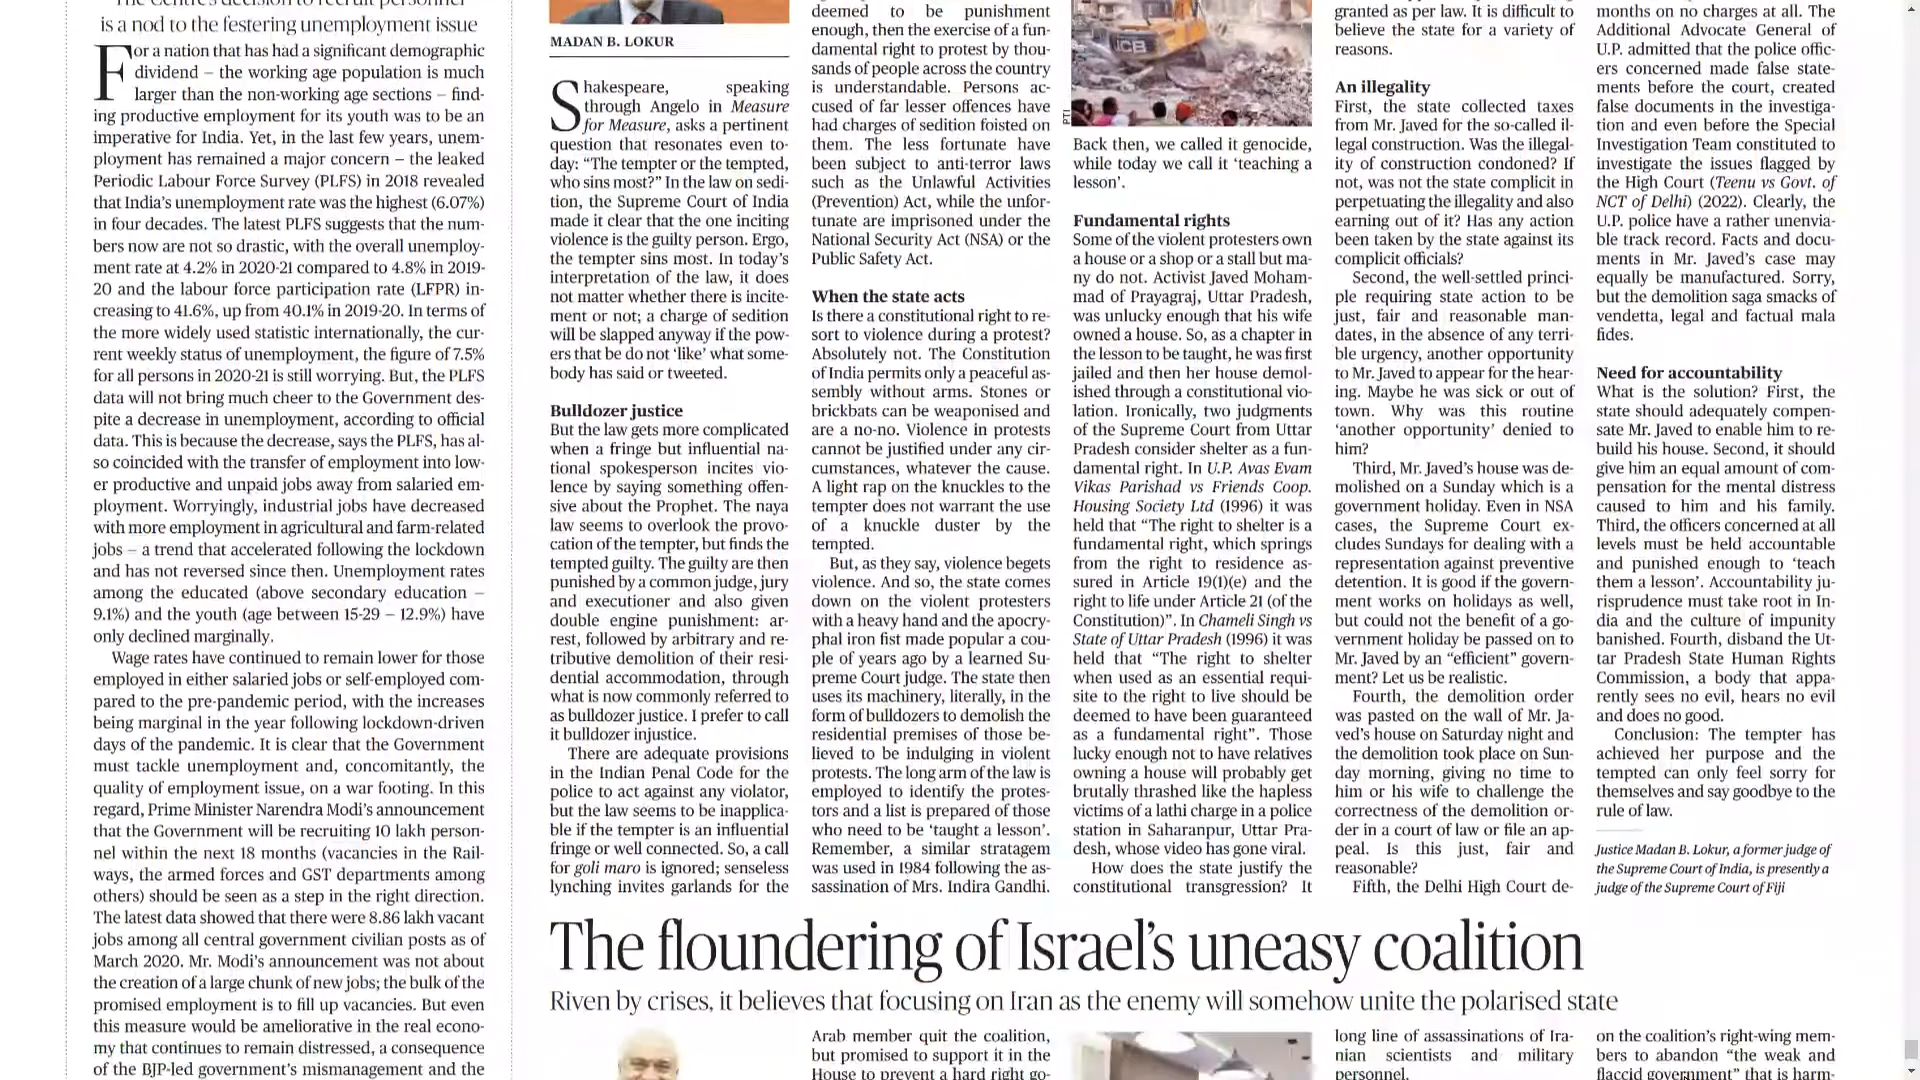 The Centre's decision to recruit personnel
is a nod to the festering unemployment issue
For a nation that has had a significant demographic
dividend – the working age population is much
larger than the non-working age sections – find-
ing productive employment for its youth was to be
imperative for India. Yet, in the last few years, unem-
ployment has remained a major concern – the leaked
Periodic Labour Force Survey (PLFS) in 2018 revealed
that India's unemployment rate was the highest (6.07%)
in four decades. The latest PLFS suggests that the num-
bers now are not so drastic, with the overall unemploy-
ment rate at 4.2% in 2020-21 compared to 4.8% in 2019-
20 and the labour force participation rate (LFPR) in-
creasing to 41.6%, up from 40.1% in 2019-20. In terms of
the more widely used statistic internationally, the cur-
rent weekly status of unemployment, the figure of 7.5%
for all persons in 2020-21 is still worrying. But, the PLFS
data will not bring much cheer to the Government des-
pite a decrease in unemployment, according to official
data. This is because the decrease, says the PLFS, has al-
so coincided with the transfer of employment into low-
er productive and unpaid jobs away from salaried em-
ployment. Worryingly, industrial jobs have decreased
with more employment in agricultural and farm-related
jobs – a trend that accelerated following the lockdown
and has not reversed since then. Unemployment rates
among the educated (above secondary education –
9.1%) and the youth (age between 15-29 – 12.9%) have
only declined marginally.
Wage rates have continued to remain lower for those
employed in either salaried jobs or self-employed com-
pared to the pre-pandemic period, with the increases
being marginal in the year following lockdown-driven
days of the pandemic. It is clear that the Government
must tackle unemployment and, concomitantly, the
quality of employment issue, on a war footing. In this
regard, Prime Minister Narendra Modi's announcement
that the Government will be recruiting 10 lakh person-
nel within the next 18 months (vacancies in the Rail-
ways, the armed forces and GST departments among
others) should be seen as a step in the right direction.
The latest data showed that there were 8.86 lakh vacant
jobs among all central government civilian posts as of
March 2020. Mr. Modi's announcement was not about
the creation of a large chunk of new jobs; the bulk of the
promised employment is to fill up vacancies. But even
this measure would be ameliorative in the real econo-
my that continues to remain distressed, a consequence
of the BJP-led government's mismanagement and the
MADAN B. LOKUR
Shakespeare, speaking
through Angelo in Measure
for Measure, asks a pertinent
question that resonates even to-
day: “The tempter or the tempted,
who sins most?” In the law on sedi-
tion, the Supreme Court of India
made it clear that the one inciting
violence is the guilty person. Ergo,
the tempter sins most. In today's
interpretation of the law, it does
not matter whether there is incite-
ment or not; a charge of sedition
will be slapped anyway if the pow-
ers that be do not ‘like’ what some-
body has said or tweeted.
Bulldozer justice
But the law gets more complicated
when a fringe but influential na-
tional spokesperson incites vio-
lence by saying something offen-
sive about the Prophet. The naya
law seems to overlook the provo-
cation of the tempter, but finds the
tempted guilty. The guilty are then
punished by a common judge, jury
and executioner and also given
double engine punishment: ar-
rest, followed by arbitrary and re-
tributive demolition of their resi-
dential accommodation, through
what is now commonly referred to
as bulldozer justice. I prefer to call
it bulldozer injustice.
There are adequate provisions
in the Indian Penal Code for the
police to act against any violator,
but the law seems to be inapplica-
ble if the tempter is an influential
fringe or well connected. So, a call
for goli maro is ignored; senseless
lynching invites garlands for the
deemed to be punishment
enough, then the exercise of a fun-
damental right to protest by thou-
sands of people across the country
is understandable. Persons ac-
cused of far lesser offences have
had charges of sedition foisted on
them. The less fortunate have
been subject to anti-terror laws
such as the Unlawful Activities
(Prevention) Act, while the unfor-
tunate are imprisoned under the
National Security Act (NSA) or the
Public Safety Act.
When the state acts
Is there a constitutional right to re-
sort to violence during a protest?
Absolutely not. The Constitution
of India permits only a peaceful as-
sembly without arms. Stones or
brickbats can be weaponised and
are a no-no. Violence in protests
cannot be justified under any cir-
cumstances, whatever the cause.
A light rap on the knuckles to the
tempter does not warrant the use
of a knuckle duster by the
tempted.
But, as they say, violence begets
violence. And so, the state comes
down on the violent protesters
with a heavy hand and the apocry-
phal iron fist made popular a cou-
ple of years ago by a learned Su-
preme Court judge. The state then
uses its machinery, literally, in the
form of bulldozers to demolish the
residential premises of those be-
lieved to be indulging in violent
protests. The long arm of the law is
employed to identify the protes-
tors and a list is prepared of those
who need to be ‘taught a lesson’.
Remember, a similar stratagem
was used in 1984 following the as-
sassination of Mrs. Indira Gandhi.
JCB
PTI
Back then, we called it genocide,
while today we call it ‘teaching a
lesson’.
Fundamental rights
Some of the violent protesters own
a house or a shop or a stall but ma-
ny do not. Activist Javed Moham-
mad of Prayagraj, Uttar Pradesh,
was unlucky enough that his wife
owned a house. So, as a chapter in
the lesson to be taught, he was first
jailed and then her house demol-
ished through a constitutional vio-
lation. Ironically, two judgments
of the Supreme Court from Uttar
Pradesh consider shelter as a fun-
damental right. In U.P. Avas Evam
Vikas Parishad vs Friends Coop.
Housing Society Ltd (1996) it was
held that “The right to shelter is a
fundamental right, which springs
from the right to residence as-
sured in Article 19(1)(e) and the
right to life under Article 21 (of the
Constitution)”. In Chameli Singh vs
State of Uttar Pradesh (1996) it was
held that “The right to shelter
when used as an essential requi-
site to the right to live should be
deemed to have been guaranteed
as a fundamental right”. Those
lucky enough not to have relatives
owning a house will probably get
brutally thrashed like the hapless
victims of a lathi charge in a police
station in Saharanpur, Uttar Pra-
desh, whose video has gone viral.
How does the state justify the
constitutional transgression? It
granted as per law. It is difficult to
believe the state for a variety of
reasons.
An illegality
First, the state collected taxes
from Mr. Javed for the so-called il-
legal construction. Was the illegal-
ity of construction condoned? If
not, was not the state complicit in
perpetuating the illegality and also
earning out of it? Has any action
been taken by the state against its
complicit officials?
Second, the well-settled princi-
ple requiring state action to be
just, fair and reasonable man-
dates, in the absence of any terri-
ble urgency, another opportunity
to Mr. Javed to appear for the hear-
ing. Maybe he was sick or out of
town. Why was this routine
‘another opportunity’ denied to
him?
Third, Mr. Javed's house was de-
molished on a Sunday which is a
government holiday. Even in NSA
cases, the Supreme Court ex-
cludes Sundays for dealing with a
representation against preventive
detention. It is good if the govern-
ment works on holidays as well,
but could not the benefit of a go-
vernment holiday be passed on to
Mr. Javed by an “efficient” govern-
ment? Let us be realistic.
Fourth, the demolition order
was pasted on the wall of Mr. Ja-
ved's house on Saturday night and
the demolition took place on Sun-
day morning, giving no time to
him or his wife to challenge the
correctness of the demolition or-
der in a court of law or file an ap-
peal. Is this just, fair and
reasonable?
Fifth, the Delhi High Court de-
months on no charges at all. The
Additional Advocate General of
U.P. admitted that the police offic-
ers concerned made false state-
ments before the court, created
false documents in the investiga-
tion and even before the Special
Investigation Team constituted to
investigate the issues flagged by
the High Court (Teenu vs Govt. of
NCT of Delhi) (2022). Clearly, the
U.P. police have a rather unenvia-
ble track record. Facts and docu-
ments in Mr. Javed's case may
equally be manufactured. Sorry,
but the demolition saga smacks of
vendetta, legal and factual mala
fides.
Need for accountability
What is the solution? First, the
state should adequately compen-
sate Mr. Javed to enable him to re-
build his house. Second, it should
give him an equal amount of com-
pensation for the mental distress
caused to him and his family.
Third, the officers concerned at all
levels must be held accountable
and punished enough to ‘teach
them a lesson’. Accountability ju-
risprudence must take root in In-
dia and the culture of impunity
banished. Fourth, disband the Ut-
tar Pradesh State Human Rights
Commission, a body that appa-
rently sees no evil, hears no evil
and does no good.
Conclusion: The tempter has
achieved her purpose and the
tempted can only feel sorry for
themselves and say goodbye to the
rule of law.
Justice Madan B. Lokur, a former judge of
the Supreme Court of India, is presently a
judge of the Supreme Court of Fiji
The floundering of Israel's uneasy coalition
Riven by crises, it believes that focusing on Iran as the enemy will somehow unite the polarised state
Arab member quit the coalition,
but promised to support it in the
House to prevent a hard right go-
long line of assassinations of Ira-
nian scientists and military
personnel.
on the coalition's right-wing mem-
bers to abandon “the weak and
flaccid government” that is harm-